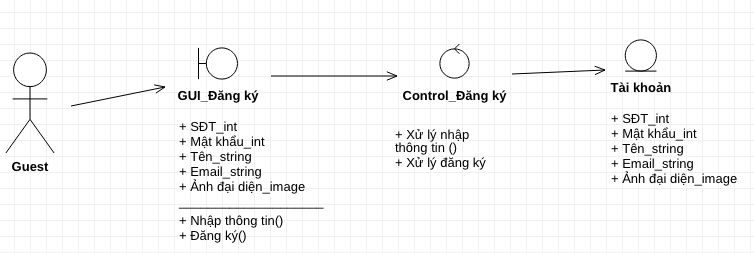 Guest
GUI_Đăng ký
+ SĐT_int
+ Mật khẩu_int
+ Tên_string
+ Email_string
+ Ảnh đại diện_image
+ Nhập thông tin()
+ Đăng ký()
Control_Đăng ký
+ Xử lý nhập
thông tin ()
+ Xử lý đăng ký
Tài khoản
+ SĐT_int
+ Mật khẩu_int
+ Tên_string
+ Email_string
+ Ảnh đại diện_image